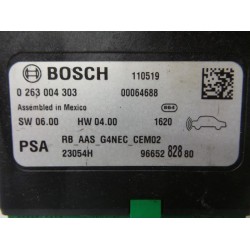 BOSCH 110519
0 263 004 303 00064688
Assembled in Mexico
SW 06.00 HW 04.00 1620
PSA RB_AAS_G4NEC_CEM02
23054H 96652 828 80